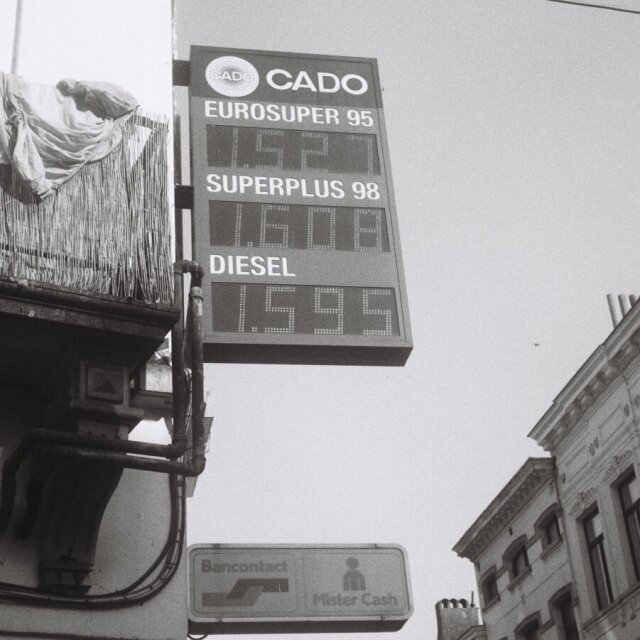 CADO CADO
EUROSUPER 95
1.527
SUPERPLUS 98
1.608
DIESEL
1.595
Bancontact
Mister Cash